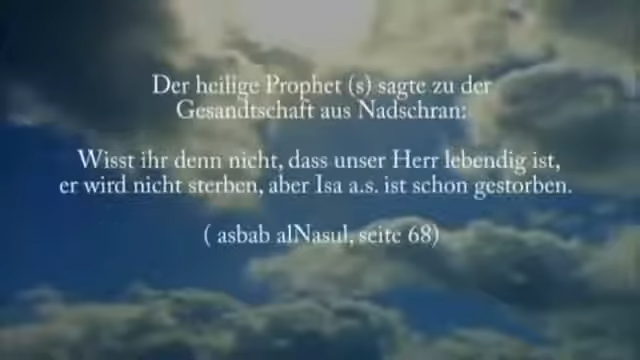 Der heilige Prophet (s) sagte zu der
Gesandtschaft aus Nadschran:
Wisst ihr denn nicht, dass unser Herr lebendig ist,
er wird nicht sterben, aber Isa a.s. ist schon gestorben.
( asbab alNasul, seite 68)